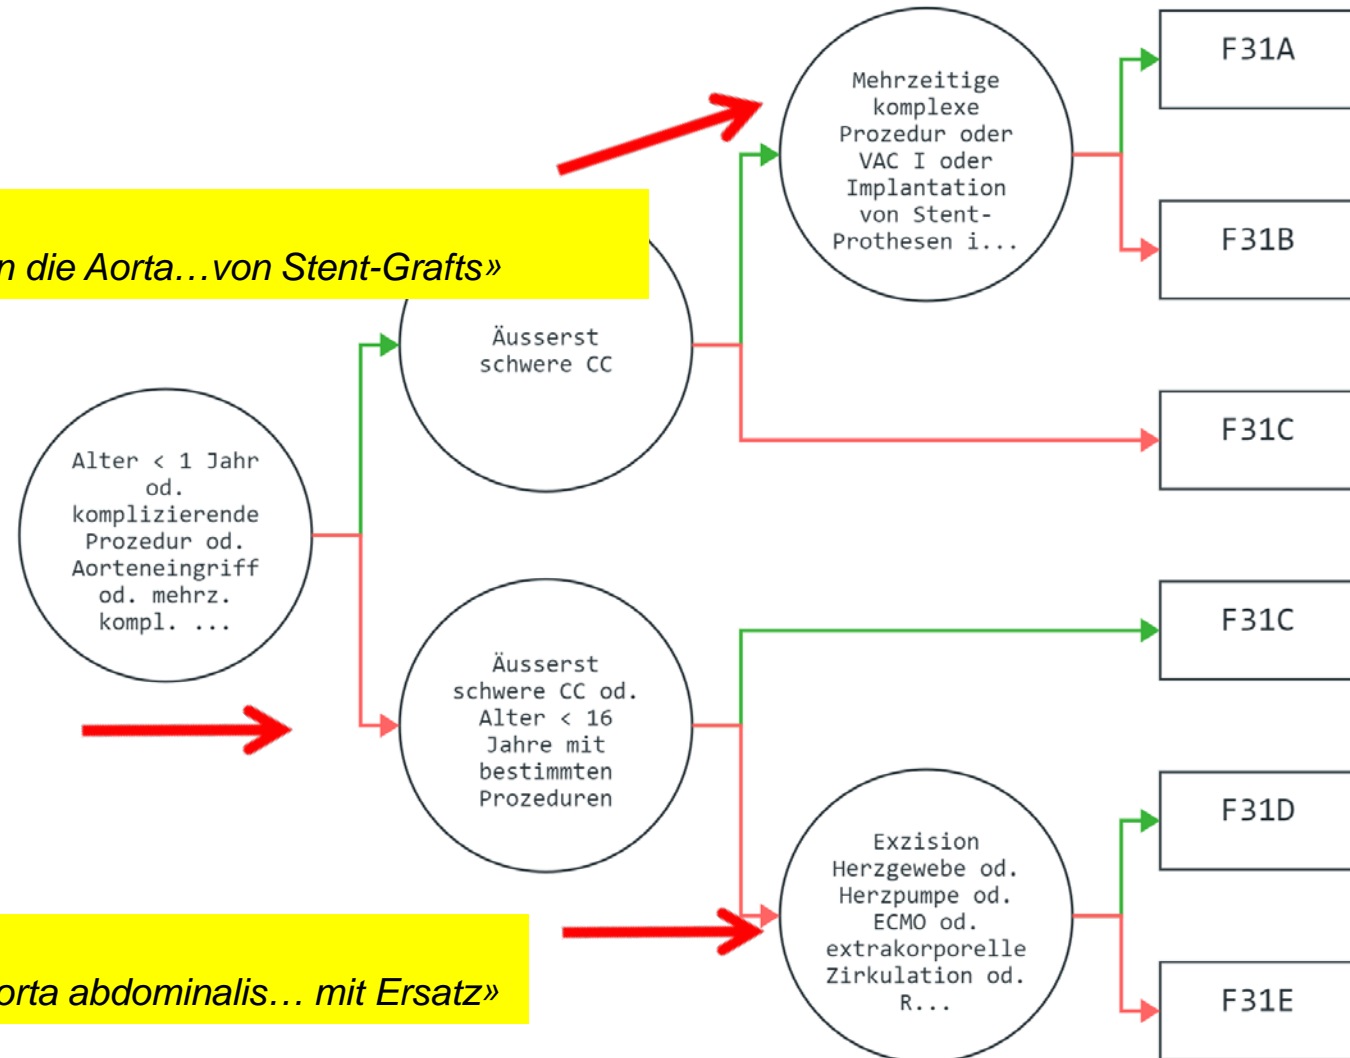 Mehrzeitige
komplexe
Prozedur oder
VAC I oder
Implantation
von Stent-
Prothesen i...
F31A
F31B
n die Aorta…von Stent-Grafts»
Äusserst
schwere CC
F31C
Alter < 1 Jahr
od.
komplizierende
Prozedur od.
Aorteneingriff
od. mehrz.
kompl. ...
Äusserst
schwere CC od.
Alter < 16
Jahre mit
bestimmten
Prozeduren
F31C
Exzision
Herzgewebe od.
Herzpumpe od.
ECMO od.
extrakorporelle
Zirkulation od.
R...
F31D
F31E
orta abdominalis… mit Ersatz»